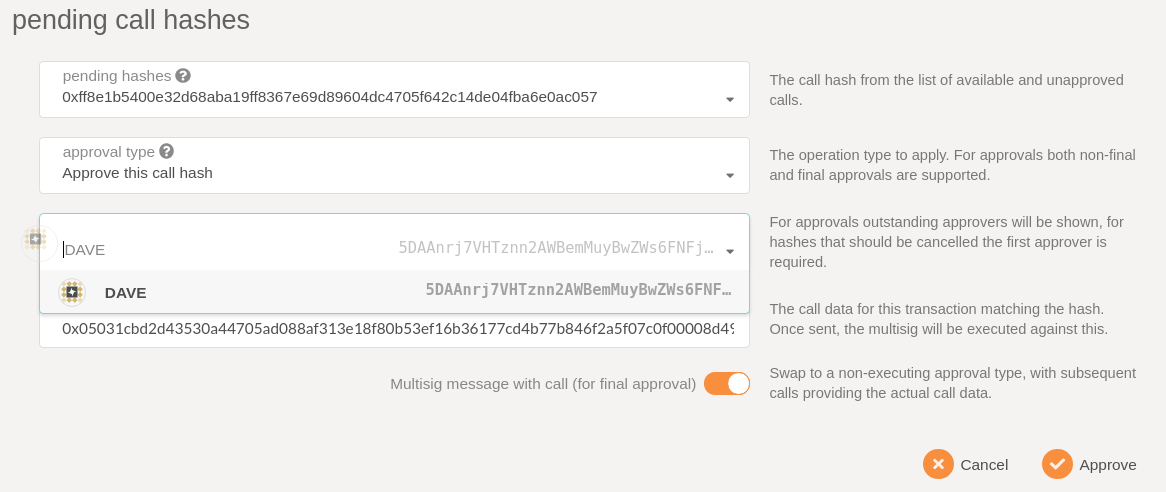 pending call hashes
pending hashes
0xff8e1b5400e32d68aba19ff8367e69d89604dc4705f642c14de04fba6e0ac057
The call hash from the list of available and unapproved
calls.
approval type
Approve this call hash
The operation type to apply. For approvals both non-final
and final approvals are supported.
DAVE 5DAAnrj7VHTznn2AWBemMuyBwZWs6FNFj…
DAVE 5DAAnrj7VHTznn2AWBemMuyBwZWs6FNF…
For approvals outstanding approvers will be shown, for
hashes that should be cancelled the first approver is
required.
0x05031cbd2d43530a44705ad088af313e18f80b53ef16b36177cd4b77b846f2a5f07c0f00008d49
The call data for this transaction matching the hash.
Once sent, the multisig will be executed against this.
Multisig message with call (for final approval)
Swap to a non-executing approval type, with subsequent
calls providing the actual call data.
Cancel
Approve